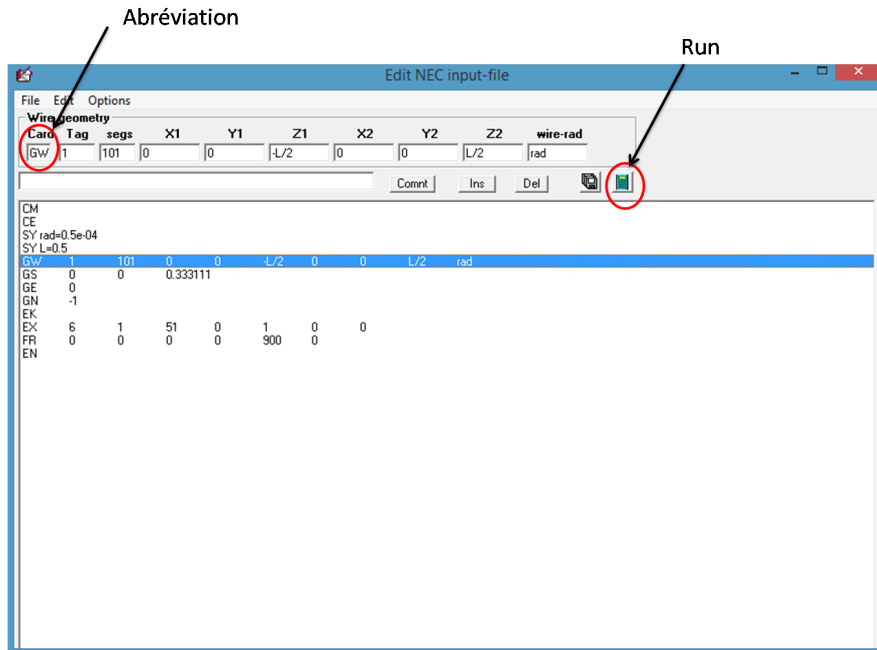 Abréviation
Run
Edit NEC input-file
File Edit Options
Wire geometry
Card Tag segs X1 Y1 Z1 X2 Y2 Z2 wire-rad
GW 1 101 0 0 -L/2 0 0 L/2 rad
Comnt Ins Del
CM
CE
SY rad=0.5e-04
SY L=0.5
GW 1 101 0 0 -L/2 0 0 L/2 rad
GS 0 0 0.333111
GE 0
GN -1
EK
EX 6 1 51 0 1 0 0
FR 0 0 0 0 900 0
EN